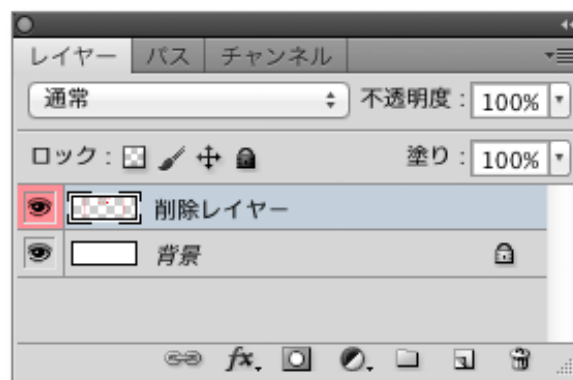 レイヤー パス チャンネル
通常 不透明度：100%
ロック： 塗り：100%
削除レイヤー
背景
fx.